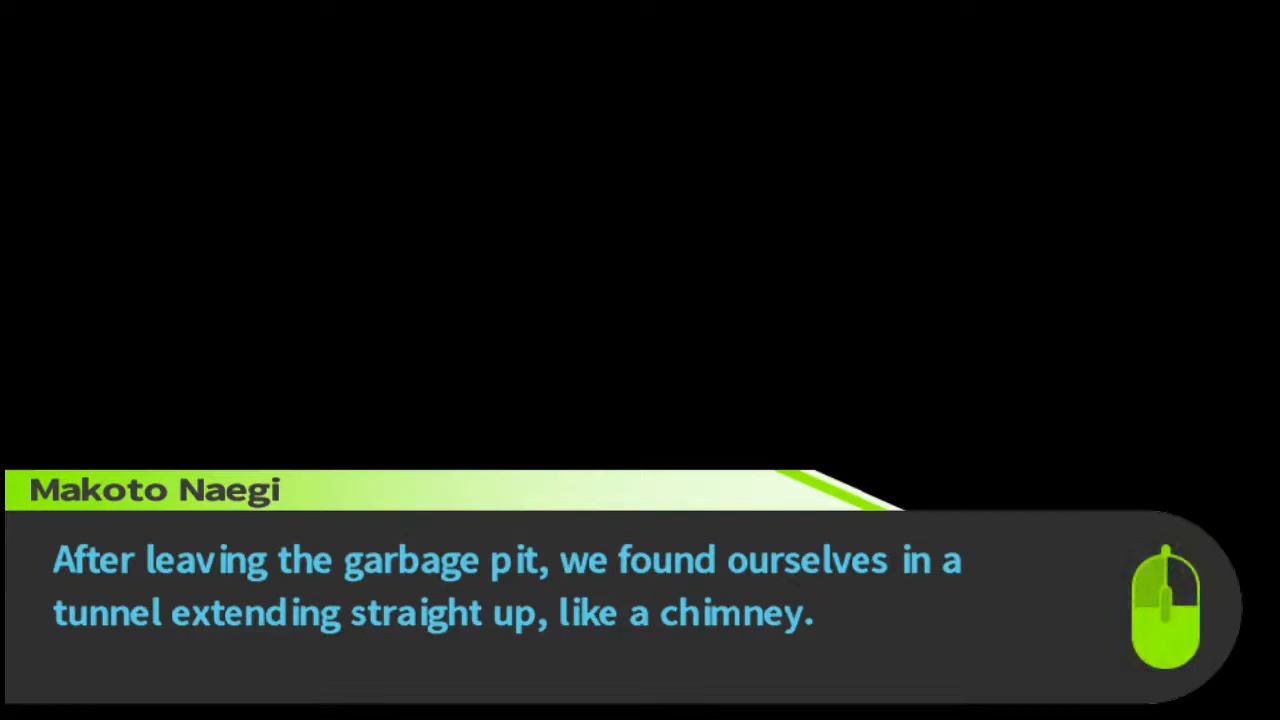 Makoto Naegi
After leaving the garbage pit, we found ourselves in a
tunnel extending straight up, like a chimney.